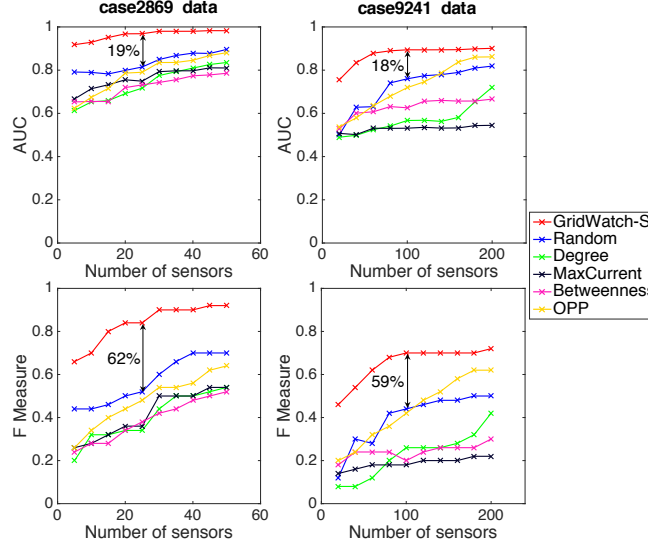 case2869 data
case9241 data
1
0.8
0.6
0.4
0.2
0
AUC
19%
0
20
40
60
Number of sensors
1
0.8
0.6
0.4
0.2
0
AUC
18%
0
100
200
Number of sensors
GridWatch-S
Random
Degree
MaxCurrent
Betweenness
OPP
1
0.8
0.6
0.4
0.2
0
F Measure
62%
0
20
40
60
Number of sensors
1
0.8
0.6
0.4
0.2
0
F Measure
59%
0
100
200
Number of sensors